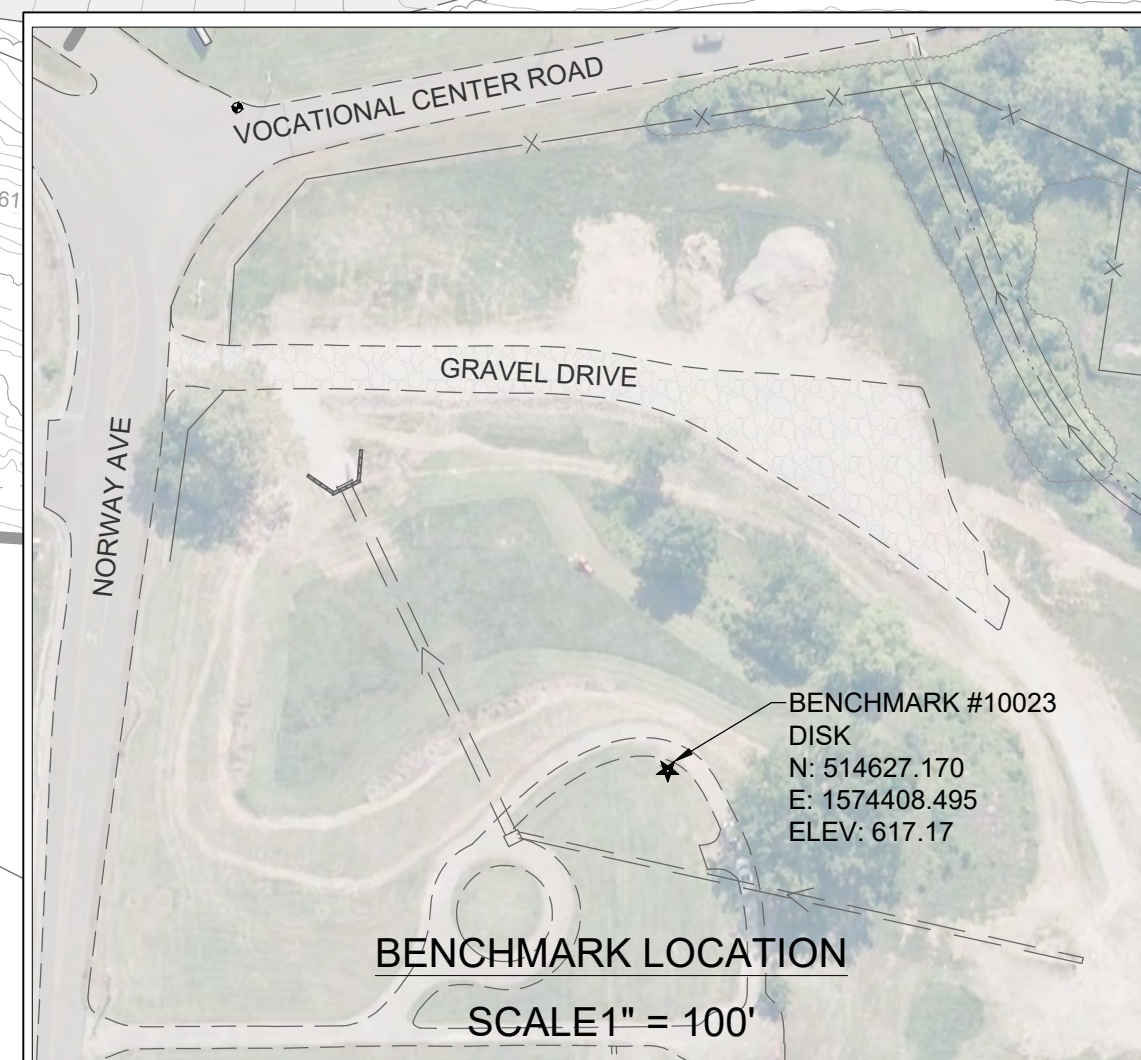 VOCATIONAL CENTER ROAD
61
GRAVEL DRIVE
NORWAY AVE
BENCHMARK #10023
DISK
N: 514627.170
E: 1574408.495
ELEV: 617.17
BENCHMARK LOCATION
SCALE1" = 100'